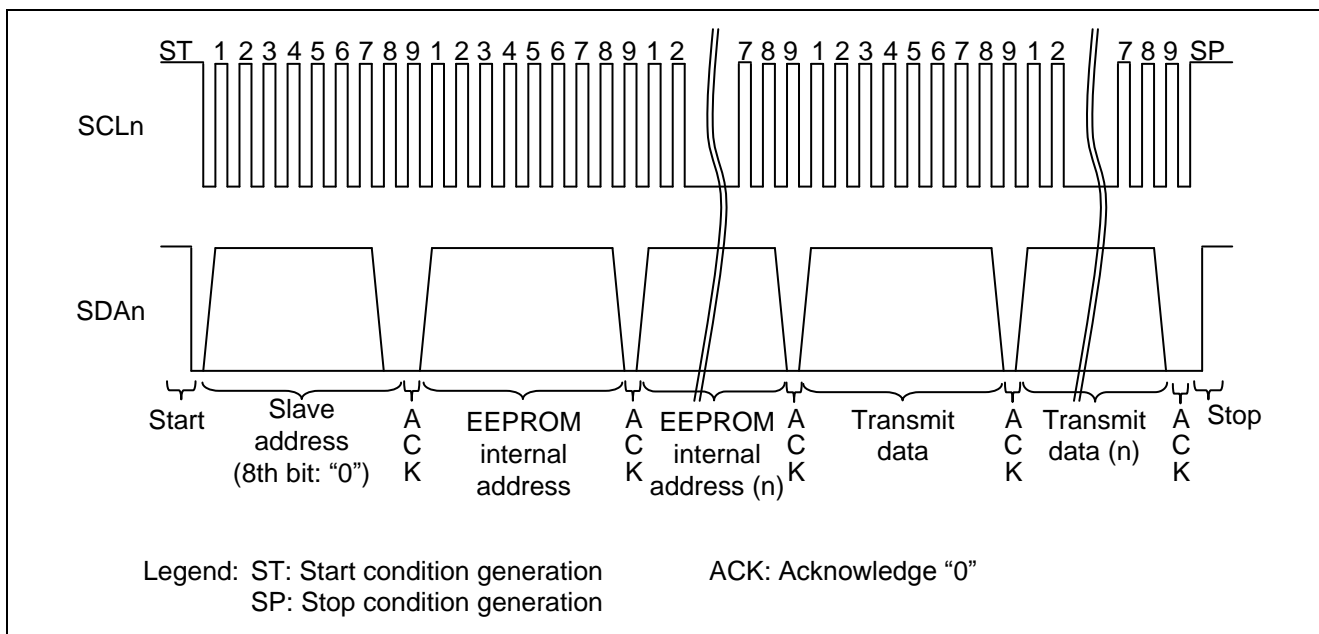 ST 1 2 3 4 5 6 7 8 9 1 2 3 4 5 6 7 8 9 1 2 7 8 9 1 2 3 4 5 6 7 8 9 1 2 7 8 9 SP
SCLn
SDAn
Start
Slave
address
(8th bit: “0”)
A
C
K
EEPROM
internal
address
A
C
K
EEPROM
internal
address (n)
A
C
K
Transmit
data
A
C
K
Transmit
data (n)
A
C
K
Stop
Legend: ST: Start condition generation ACK: Acknowledge “0”
SP: Stop condition generation